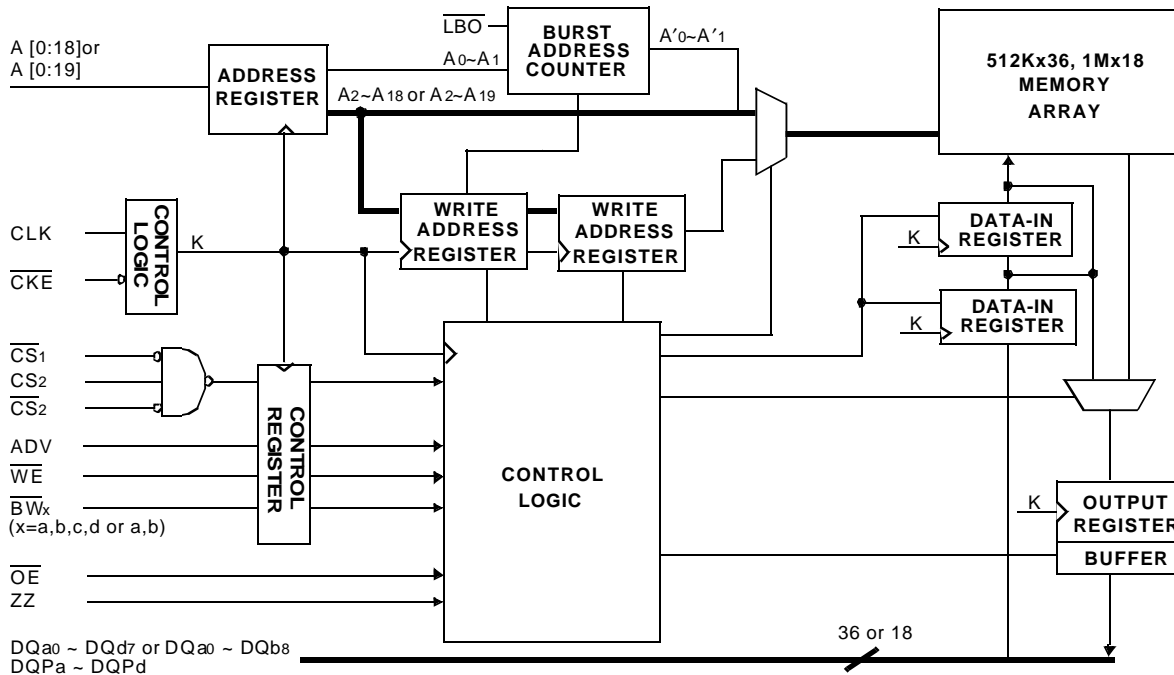 A [0:18]or
A [0:19]
LBO
BURST
ADDRESS
COUNTER
A′0~A′1
ADDRESS
REGISTER
A0~A1
A2~A18 or A2~A19
512Kx36, 1Mx18
MEMORY
ARRAY
CLK
CKE
CONTROL
LOGIC
K
WRITE
ADDRESS
REGISTER
WRITE
ADDRESS
REGISTER
K
DATA-IN
REGISTER
K
DATA-IN
REGISTER
CS1
CS2
CS2
ADV
WE
BWx
(x=a,b,c,d or a,b)
CONTROL
REGISTER
CONTROL
LOGIC
K
OUTPUT
REGISTER
BUFFER
OE
ZZ
DQa0 ~ DQd7 or DQa0 ~ DQb8
DQPa ~ DQPd
36 or 18